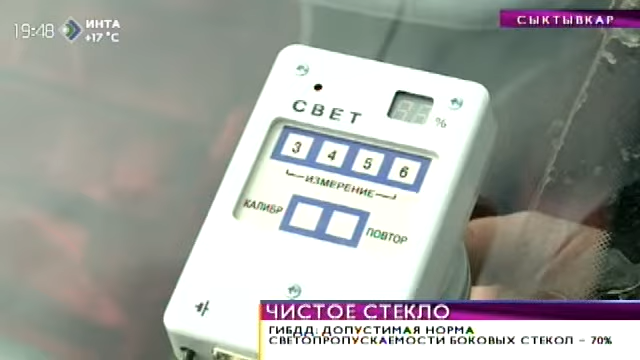 19:48 ИНТА
+17 °C
СЫКТЫВКАР
СВЕТ
%
3 4 5 6
ИЗМЕРЕНИЕ
КАЛИБР ПОВТОР
ЧИСТОЕ СТЕКЛО
ГИБДД: ДОПУСТИМАЯ НОРМА
СВЕТОПРОПУСКАЕМОСТИ БОКОВЫХ СТЕКОЛ - 70%